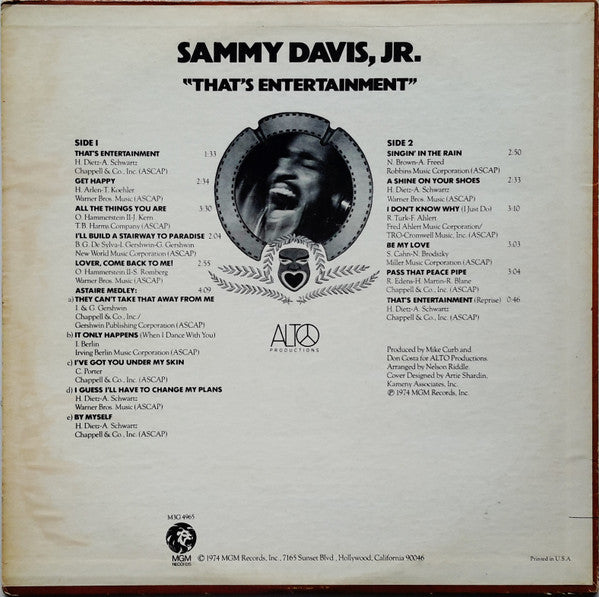 SAMMY DAVIS, JR.
"THAT'S ENTERTAINMENT"
SIDE 1
THAT'S ENTERTAINMENT 1:33
H. Dietz-A. Schwartz
Chappell & Co., Inc. (ASCAP)
GET HAPPY 2:34
H. Arlen-T. Koehler
Warner Bros. Music (ASCAP)
ALL THE THINGS YOU ARE 3:30
O. Hammerstein II-J. Kern
T.B. Harms Company (ASCAP)
I'LL BUILD A STAIRWAY TO PARADISE 2:04
B.G. De Sylva-I. Gershwin-G. Gershwin
New World Music Corporation (ASCAP)
LOVER, COME BACK TO ME! 2:55
O. Hammerstein II-S. Romberg
Warner Bros. Music (ASCAP)
ASTAIRE MEDLEY: 4:09
a) THEY CAN'T TAKE THAT AWAY FROM ME
I. & G. Gershwin
Chappell & Co., Inc./
Gershwin Publishing Corporation (ASCAP)
b) IT ONLY HAPPENS (When I Dance With You)
I. Berlin
Irving Berlin Music Corporation (ASCAP)
c) I'VE GOT YOU UNDER MY SKIN
C. Porter
Chappell & Co., Inc. (ASCAP)
d) I GUESS I'LL HAVE TO CHANGE MY PLANS
H. Dietz-A. Schwartz
Warner Bros. Music (ASCAP)
e) BY MYSELF
H. Dietz-A. Schwartz
Chappell & Co., Inc. (ASCAP)
SIDE 2
SINGIN' IN THE RAIN 2:50
N. Brown-A. Freed
Robbins Music Corporation (ASCAP)
A SHINE ON YOUR SHOES 2:33
H. Dietz-A. Schwartz
Warner Bros. Music (ASCAP)
I DON'T KNOW WHY (I Just Do) 3:10
R. Turk-F. Ahlert
Fred Ahlert Music Corporation/
TRO-Cromwell Music, Inc. (ASCAP)
BE MY LOVE 3:03
S. Cahn-N. Brodszky
Miller Music Corporation (ASCAP)
PASS THAT PEACE PIPE 3:04
R. Edens-H. Martin-R. Blane
Chappell & Co., Inc. (ASCAP)
THAT'S ENTERTAINMENT (Reprise) 0:46
H. Dietz-A. Schwartz
Chappell & Co., Inc. (ASCAP)
ALTO
PRODUCTIONS
Produced by Mike Curb and
Don Costa for ALTO Productions.
Arranged by Nelson Riddle.
Cover Designed by Artie Shardin,
Kameny Associates, Inc.
℗ 1974 MGM Records, Inc.
M3G 4965
MGM
RECORDS
© 1974 MGM Records, Inc., 7165 Sunset Blvd., Hollywood, California 90046
Printed in U.S.A.